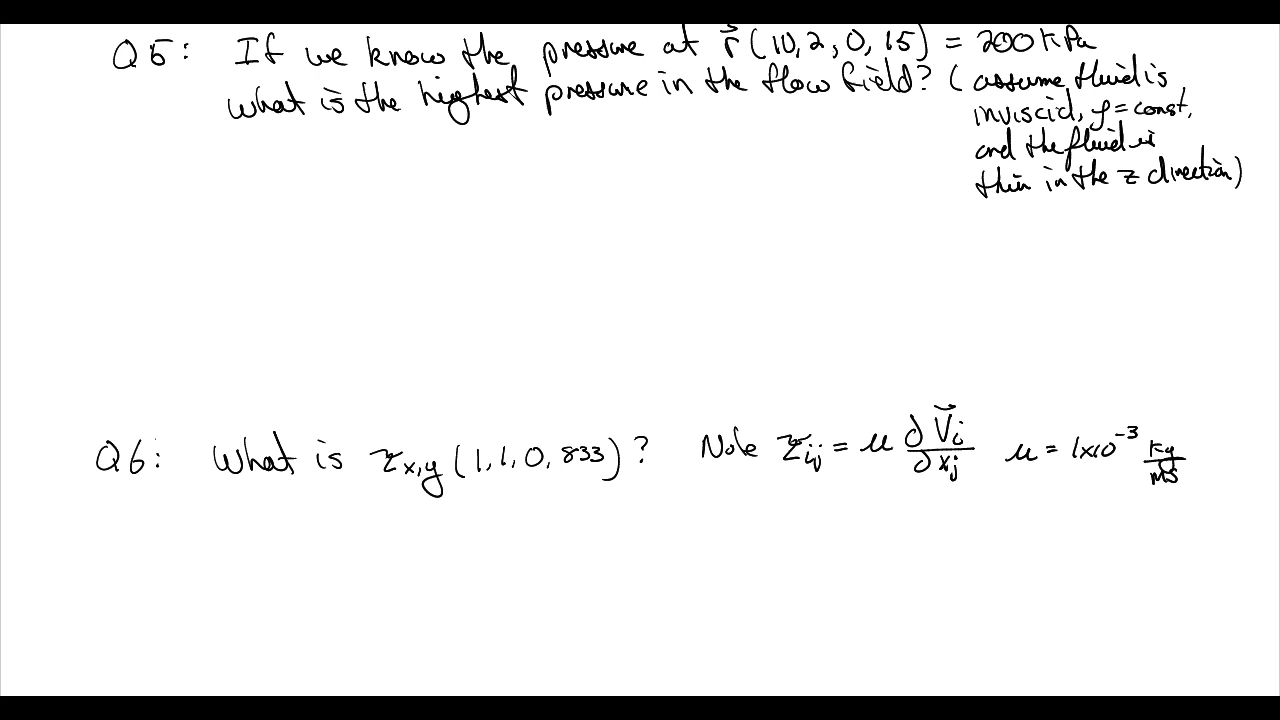 Q5: If we know the pressure at r⃗(10,2,0,15) = 200 kPa
what is the highest pressure in the flow field? (assume fluid is
inviscid, ρ=const,
and the fluid is
thin in the z direction)
Q6: What is τx,y (1,1,0,833)? Note τij = μ ∂V⃗i/∂xj μ = 1x10⁻³ kg/ms